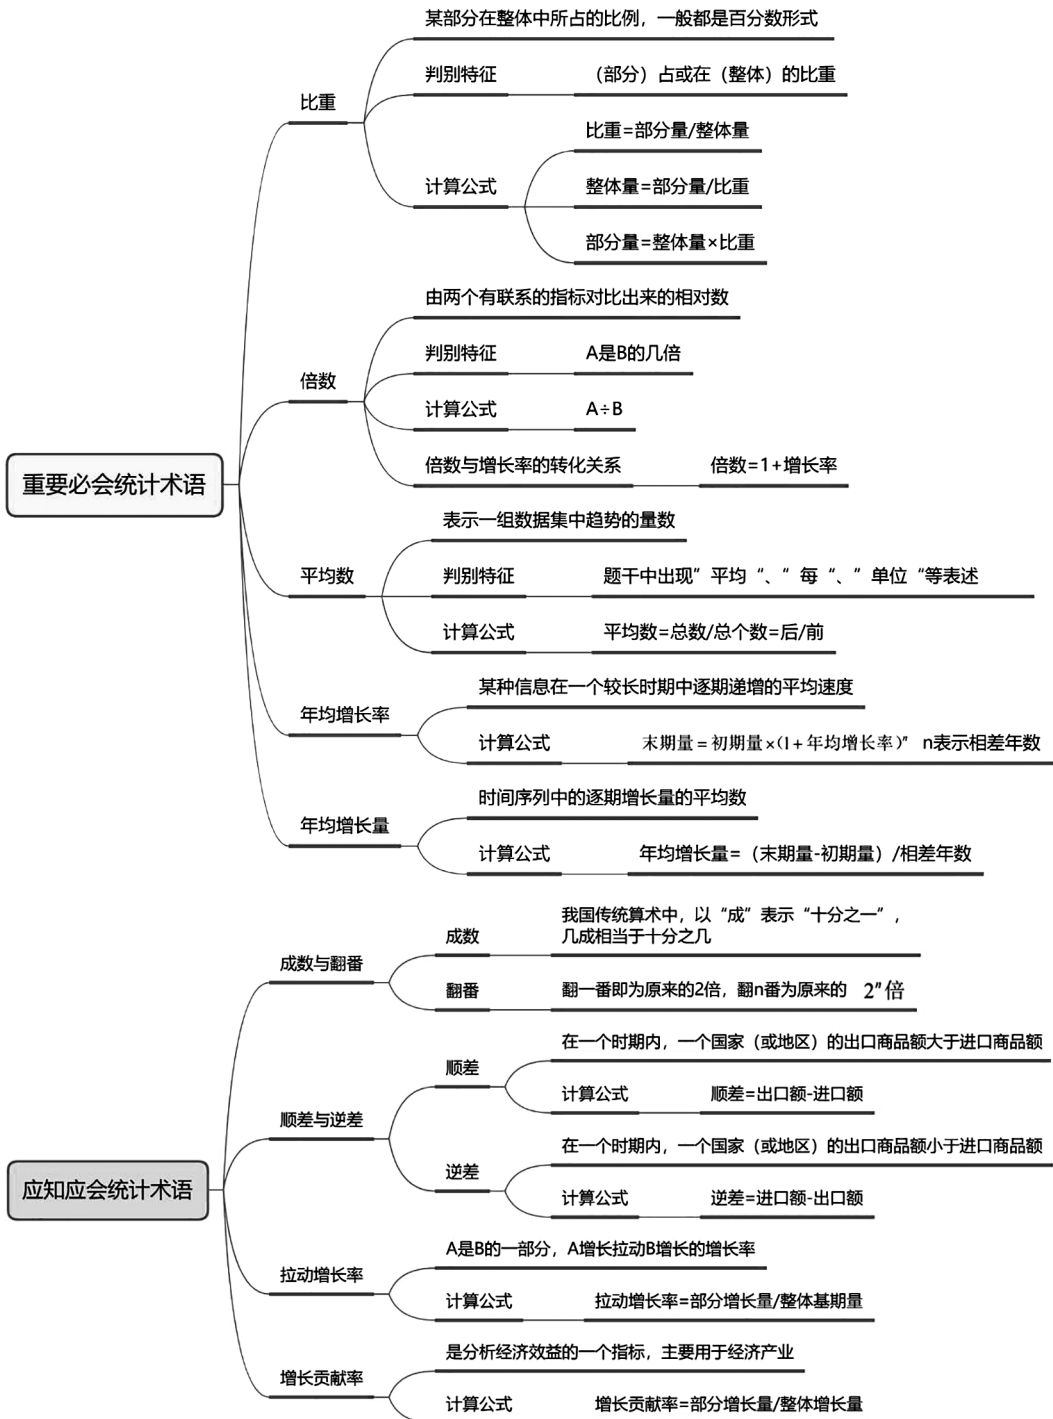 重要必会统计术语
比重
某部分在整体中所占的比例，一般都是百分数形式
判别特征
（部分）占或在（整体）的比重
计算公式
比重=部分量/整体量
整体量=部分量/比重
部分量=整体量×比重
倍数
由两个有联系的指标对比出来的相对数
判别特征
A是B的几倍
计算公式
A÷B
倍数与增长率的转化关系
倍数=1+增长率
平均数
表示一组数据集中趋势的量数
判别特征
题干中出现”平均“、”每“、”单位“等表述
计算公式
平均数=总数/总个数=后/前
年均增长率
某种信息在一个较长时期中逐期递增的平均速度
计算公式
末期量=初期量×(1+年均增长率)ⁿ n表示相差年数
年均增长量
时间序列中的逐期增长量的平均数
计算公式
年均增长量=（末期量-初期量）/相差年数
应知应会统计术语
成数与翻番
成数
我国传统算术中，以“成”表示“十分之一”，
几成相当于十分之几
翻番
翻一番即为原来的2倍，翻n番为原来的 2ⁿ倍
顺差与逆差
顺差
在一个时期内，一个国家（或地区）的出口商品额大于进口商品额
计算公式
顺差=出口额-进口额
逆差
在一个时期内，一个国家（或地区）的出口商品额小于进口商品额
计算公式
逆差=进口额-出口额
拉动增长率
A是B的一部分，A增长拉动B增长的增长率
计算公式
拉动增长率=部分增长量/整体基期量
增长贡献率
是分析经济效益的一个指标，主要用于经济产业
计算公式
增长贡献率=部分增长量/整体增长量